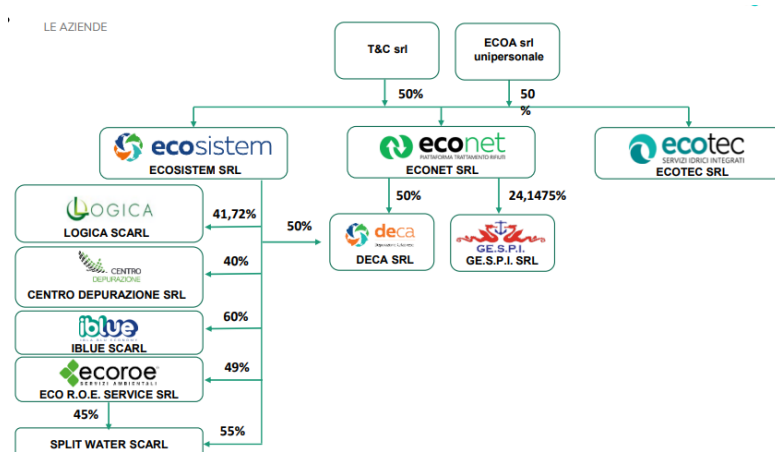 LE AZIENDE
T&C srl
ECOA srl
unipersonale
50%
50
%
ecosistem
ECOSISTEM SRL
econet
PIATTAFORMA TRATTAMENTO RIFIUTI
ECONET SRL
ecotec
SERVIZI IDRICI INTEGRATI
ECOTEC SRL
LOGICA
LOGICA SCARL
41,72%
50%
50%
24,1475%
deca
DECA SRL
GE.S.P.I.
GE.S.P.I. SRL
CENTRO
DEPURAZIONE
CENTRO DEPURAZIONE SRL
40%
iblue
IBLUE SCARL
60%
ecoroe
SERVIZI AMBIENTALI
ECO R.O.E. SERVICE SRL
49%
45%
55%
SPLIT WATER SCARL